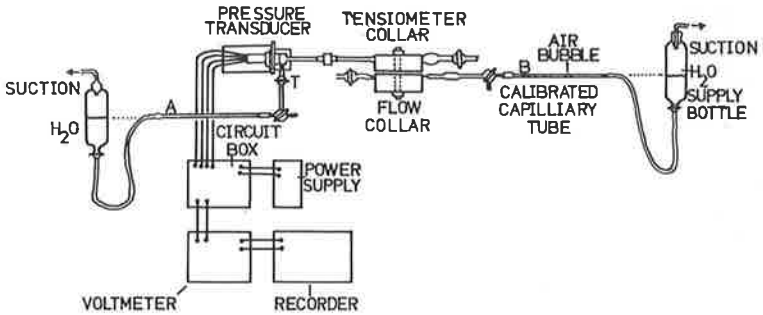 PRESSURE
TRANSDUCER
TENSIOMETER
COLLAR
AIR
BUBBLE
SUCTION
SUCTION
H2O
A
T
B
H2O
SUPPLY
BOTTLE
FLOW
COLLAR
CALIBRATED
CAPILLIARY
TUBE
CIRCUIT
BOX
POWER
SUPPLY
VOLTMETER
RECORDER